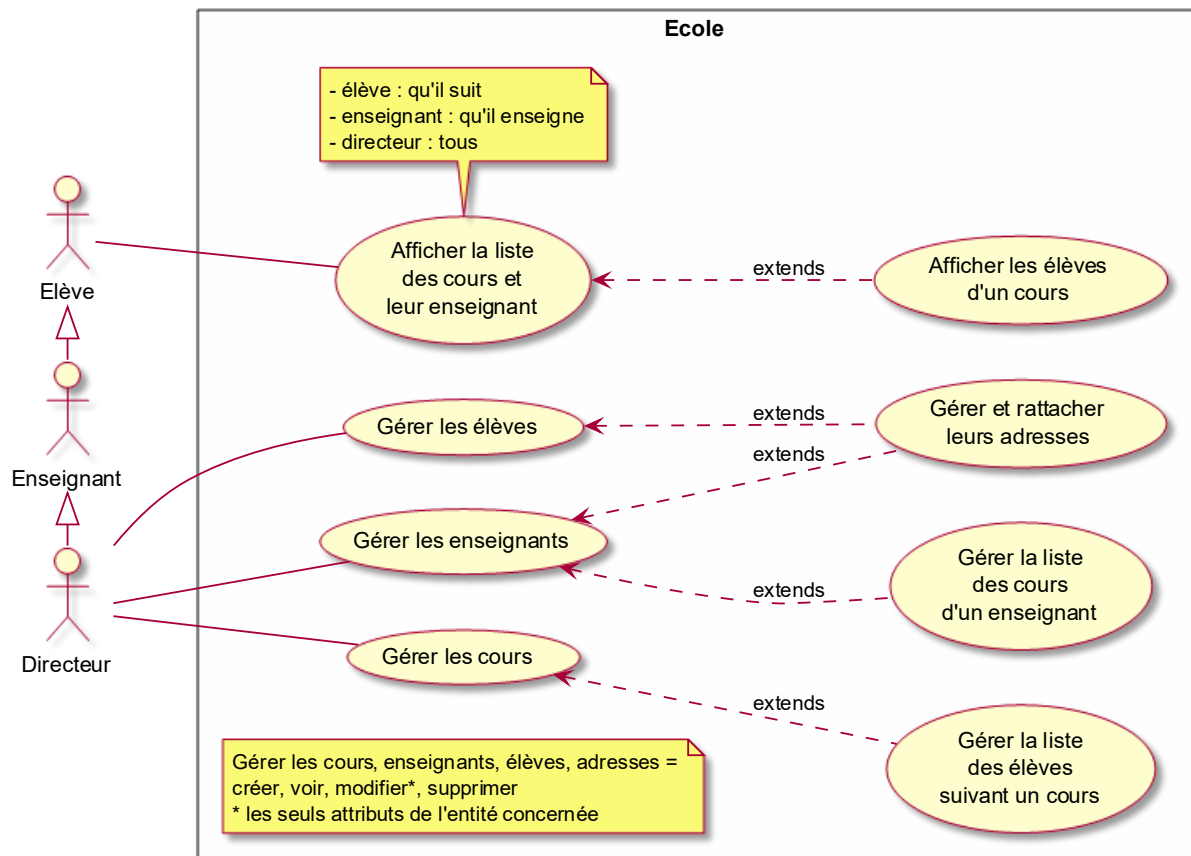 Ecole
- élève : qu'il suit
- enseignant : qu'il enseigne
- directeur : tous
Elève
Afficher la liste
des cours et
leur enseignant
extends
Afficher les élèves
d'un cours
Enseignant
Gérer les élèves
extends
Gérer et rattacher
leurs adresses
extends
Gérer les enseignants
extends
Gérer la liste
des cours
d'un enseignant
Directeur
Gérer les cours
extends
Gérer la liste
des élèves
suivant un cours
Gérer les cours, enseignants, élèves, adresses =
créer, voir, modifier*, supprimer
* les seuls attributs de l'entité concernée